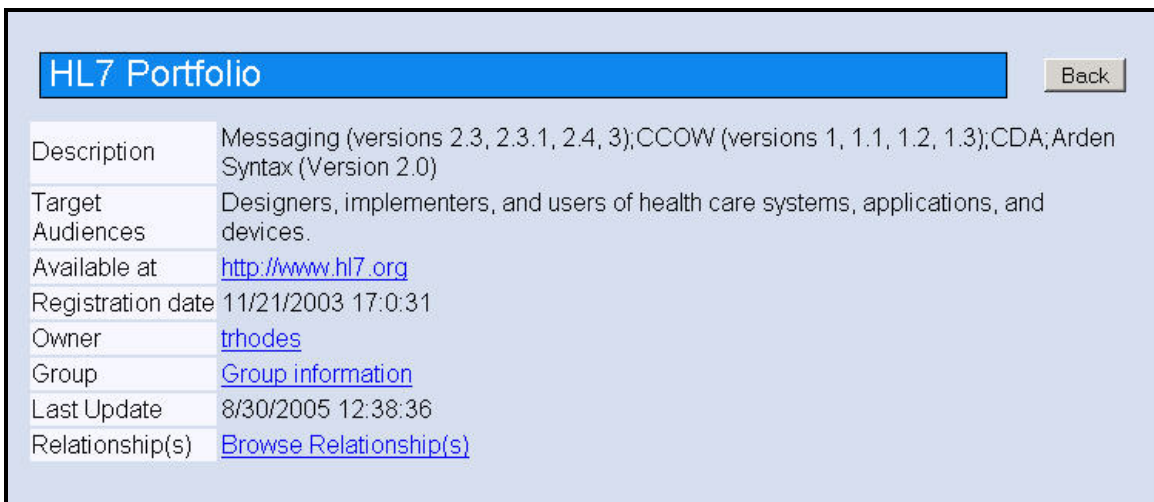 HL7 Portfolio
Back
Description
Messaging (versions 2.3, 2.3.1, 2.4, 3);CCOW (versions 1, 1.1, 1.2, 1.3);CDA;Arden
Syntax (Version 2.0)
Target
Audiences
Designers, implementers, and users of health care systems, applications, and
devices.
Available at http://www.hl7.org
Registration date 11/21/2003 17:0:31
Owner trhodes
Group Group information
Last Update 8/30/2005 12:38:36
Relationship(s) Browse Relationship(s)